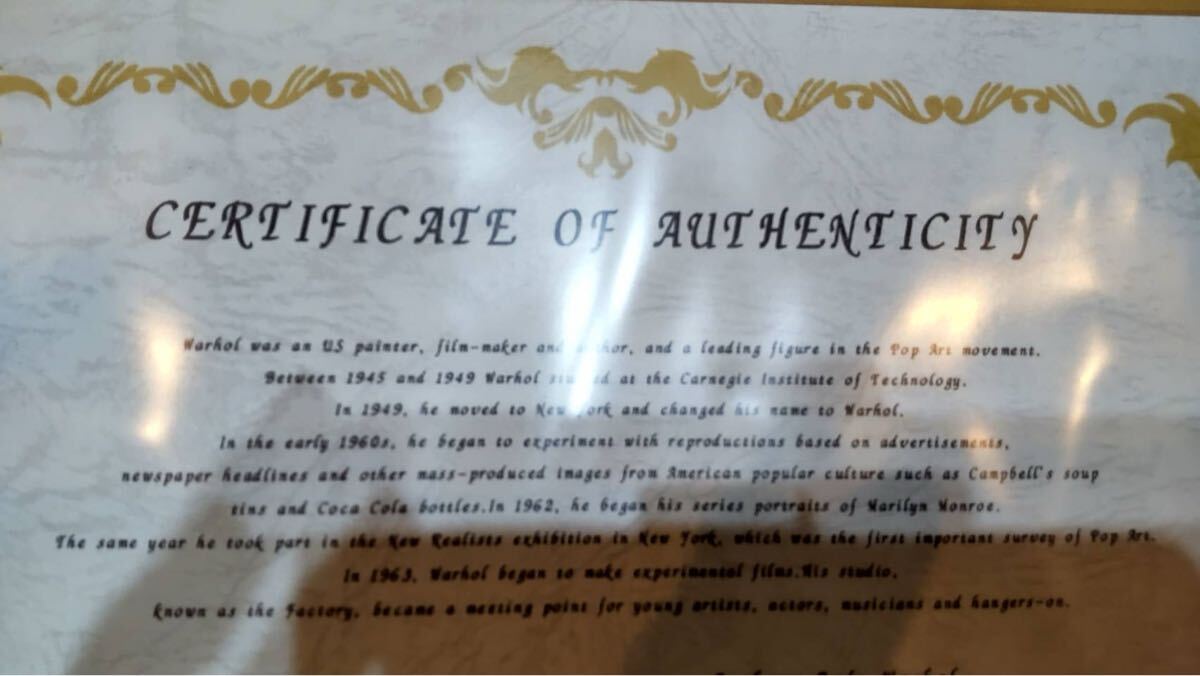 CERTIFICATE OF AUTHENTICITY
Warhol was an US painter, film-maker and author, and a leading figure in the Pop Art movement.
Between 1945 and 1949 Warhol studied at the Carnegie Institute of Technology.
In 1949, he moved to New York and changed his name to Warhol.
In the early 1960s, he began to experiment with reproductions based on advertisements,
newspaper headlines and other mass-produced images from American popular culture such as Campbell's soup
tins and Coca Cola bottles.In 1962, he began his series portraits of Marilyn Monroe.
The same year he took part in the New Realists exhibition in New York, which was the first important survey of Pop Art.
In 1963, Warhol began to make experimental films.His studio,
known as the Factory, became a meeting point for young artists, actors, musicians and hangers-on.